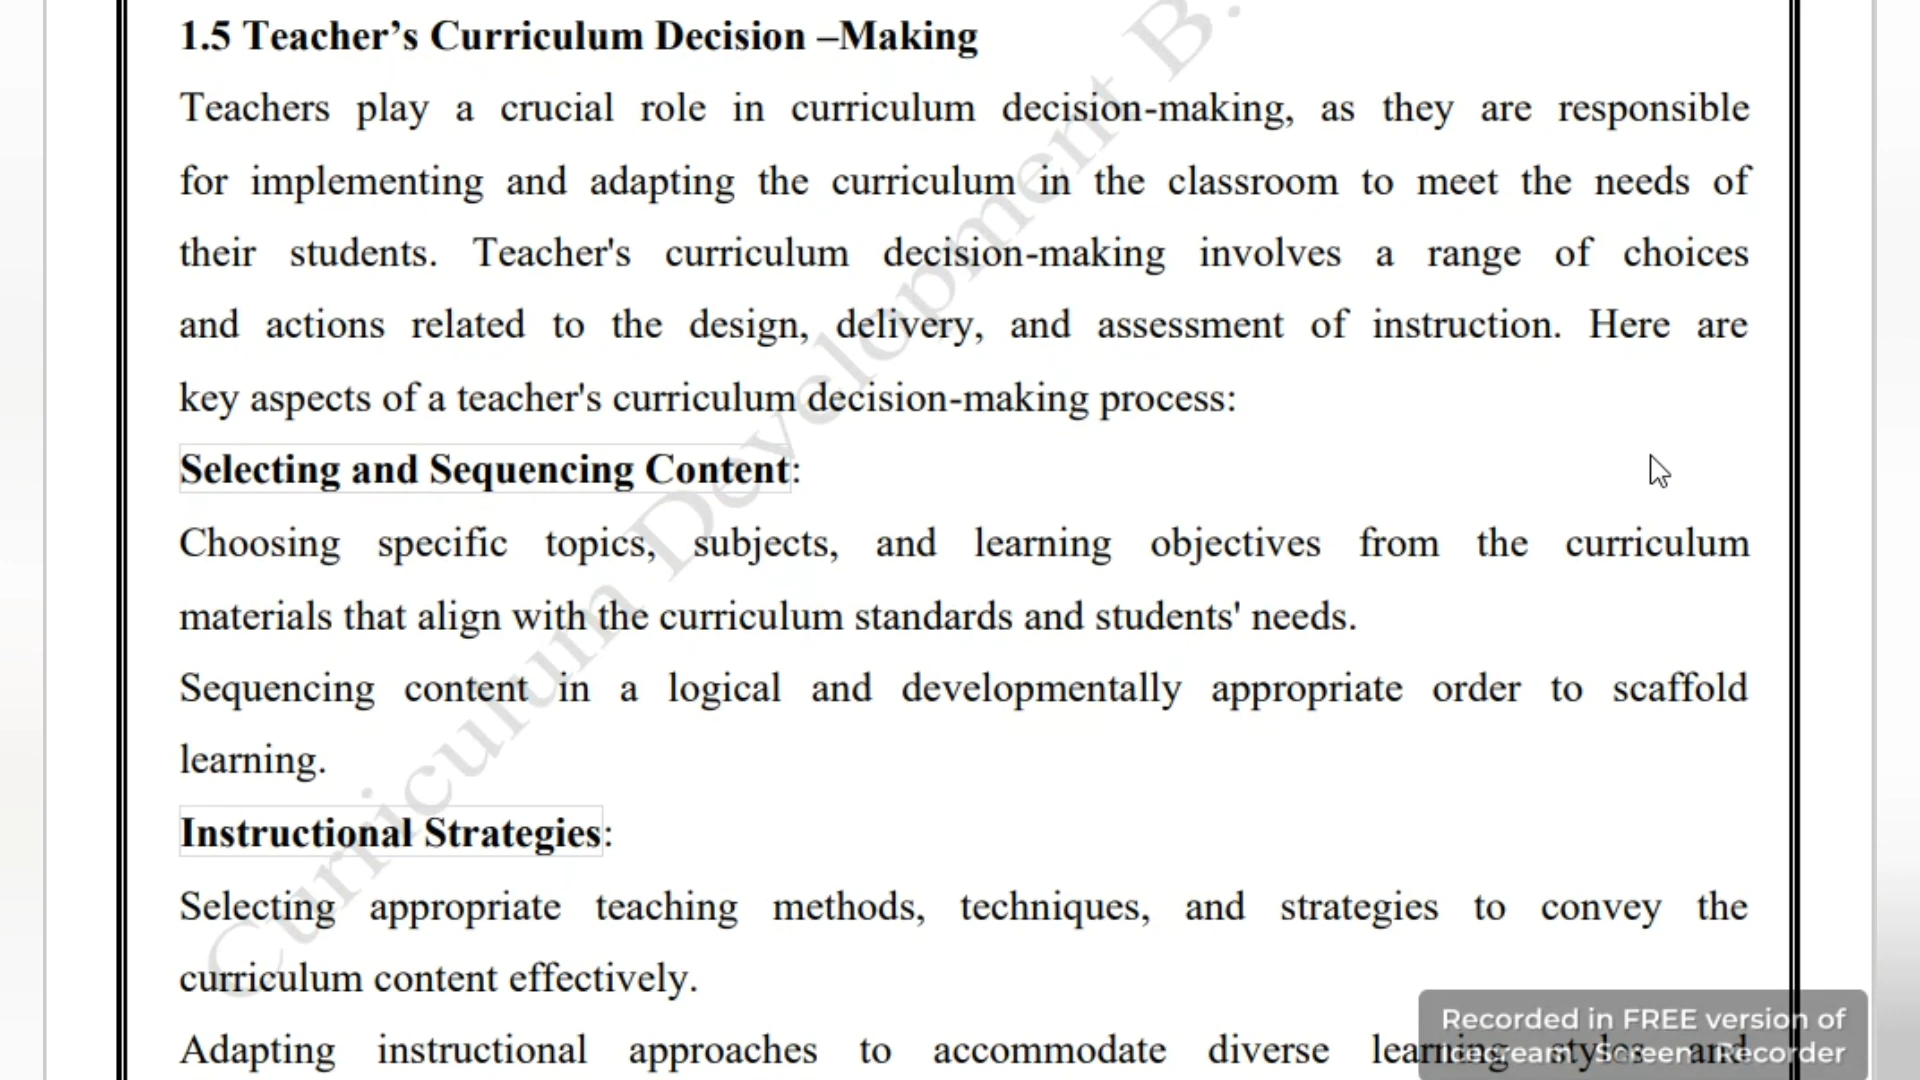 1.5 Teacher’s Curriculum Decision –Making
Teachers play a crucial role in curriculum decision-making, as they are responsible
for implementing and adapting the curriculum in the classroom to meet the needs of
their students. Teacher's curriculum decision-making involves a range of choices
and actions related to the design, delivery, and assessment of instruction. Here are
key aspects of a teacher's curriculum decision-making process:
Selecting and Sequencing Content:
Choosing specific topics, subjects, and learning objectives from the curriculum
materials that align with the curriculum standards and students' needs.
Sequencing content in a logical and developmentally appropriate order to scaffold
learning.
Instructional Strategies:
Selecting appropriate teaching methods, techniques, and strategies to convey the
curriculum content effectively.
Adapting instructional approaches to accommodate diverse learning styles and
Curriculum Development B.
Recorded in FREE version of
Icecream Screen Recorder